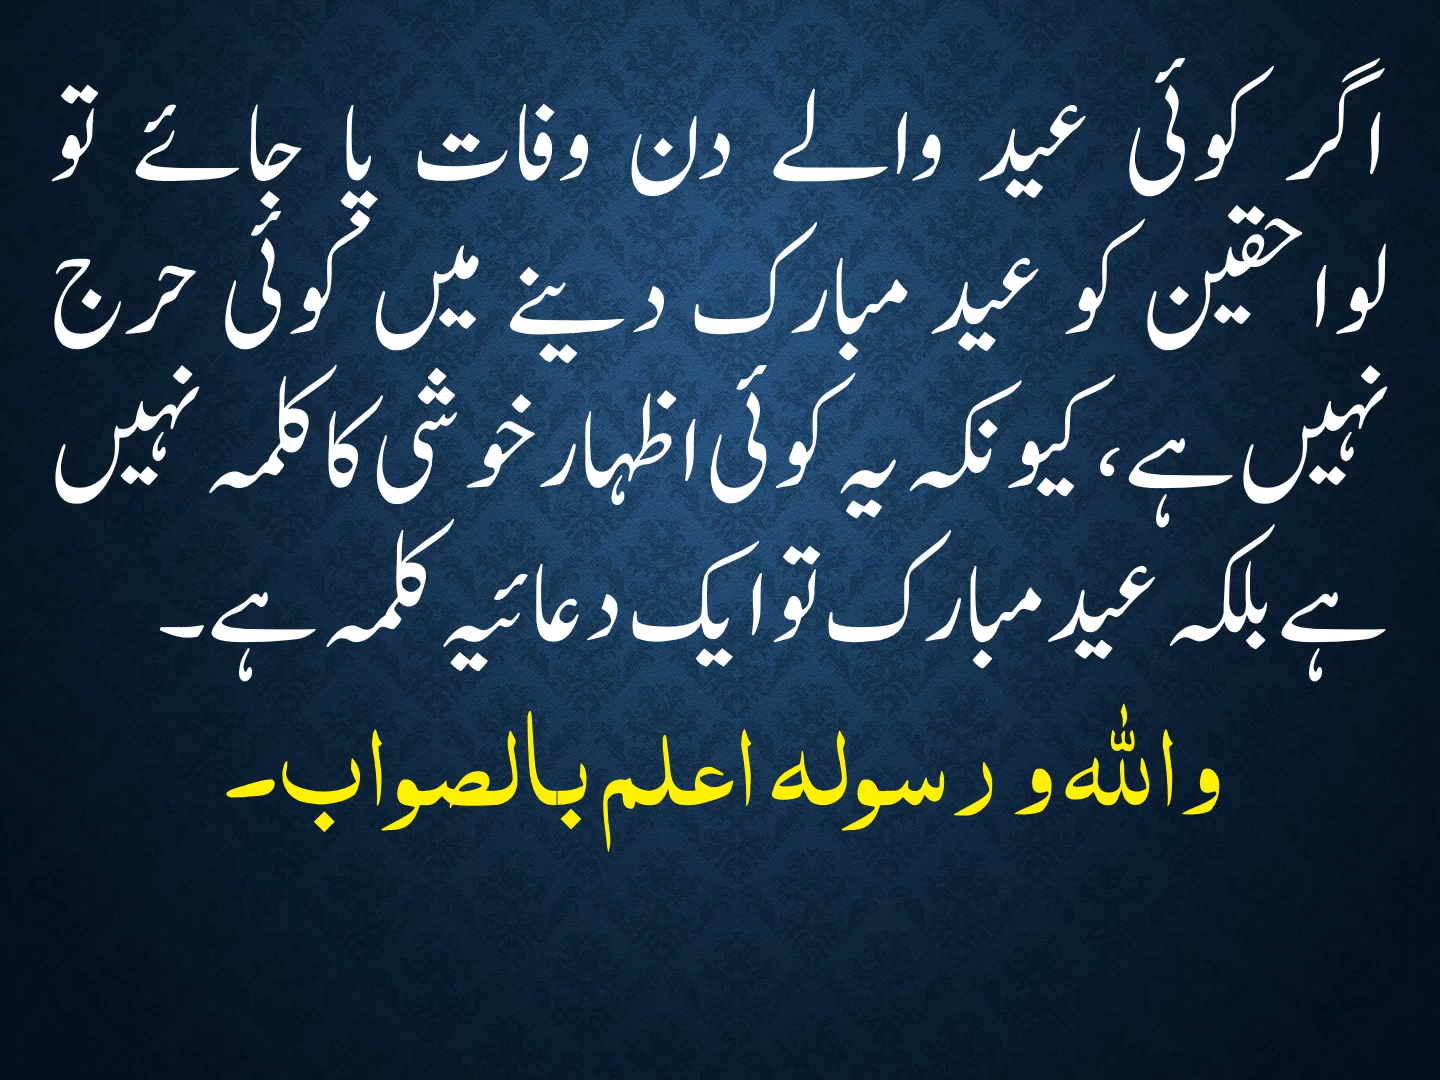 اگر کوئی عید والے دن وفات پا جائے تو
لواحقین کو عید مبارک دینے میں کوئی حرج
نہیں ہے، کیونکہ یہ کوئی اظہار خوشی کا کلمہ نہیں
ہے بلکہ عید مبارک تو ایک دعائیہ کلمہ ہے۔
واللہ و رسولہ اعلم بالصواب۔